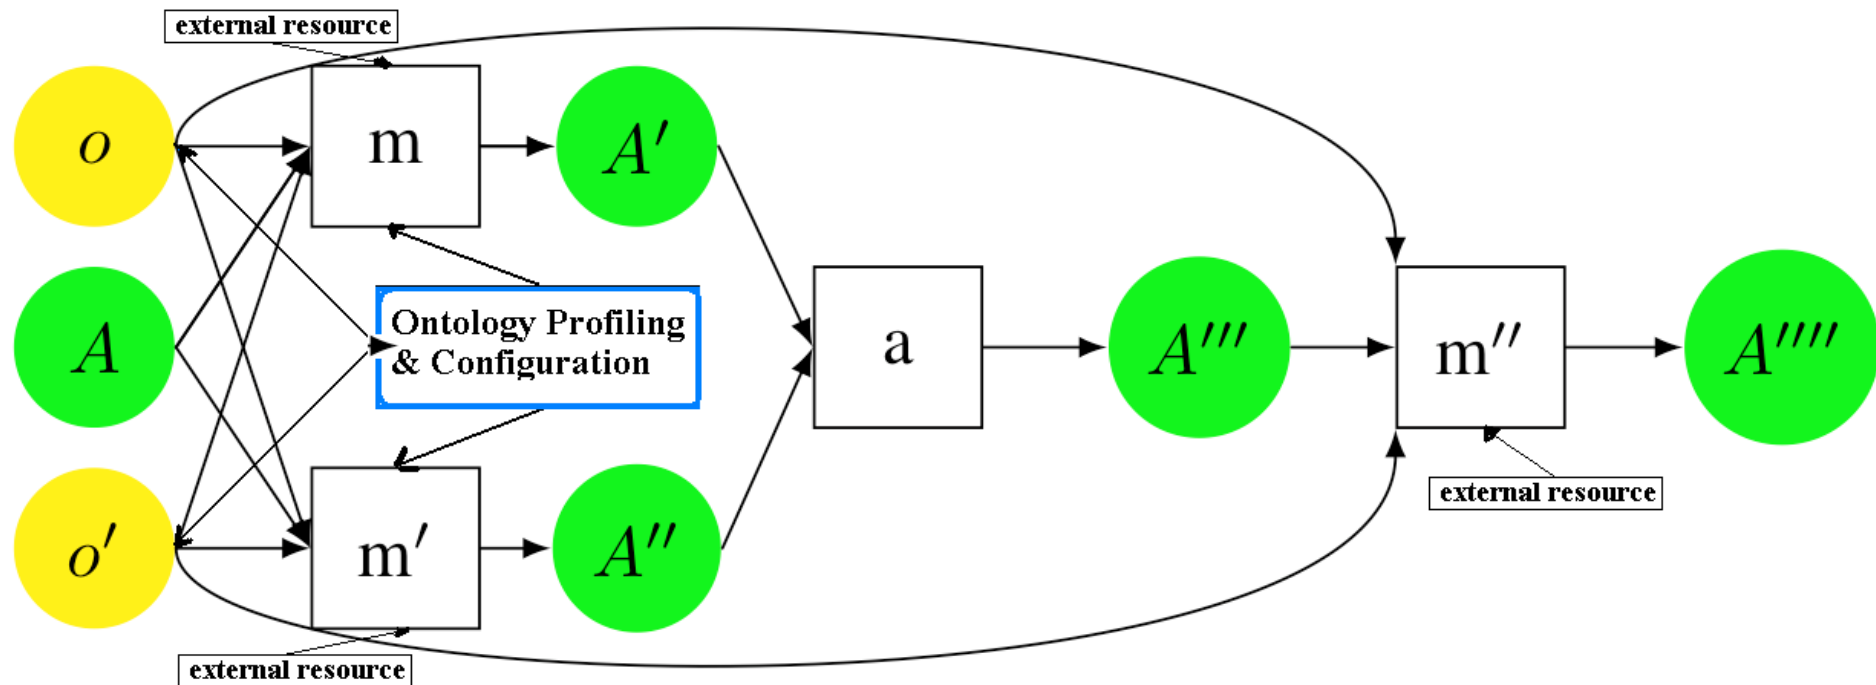 external resource
o
m
A′
A
Ontology Profiling
& Configuration
a
A′′′
m′′
A′′′′
external resource
o′
m′
A′′
external resource